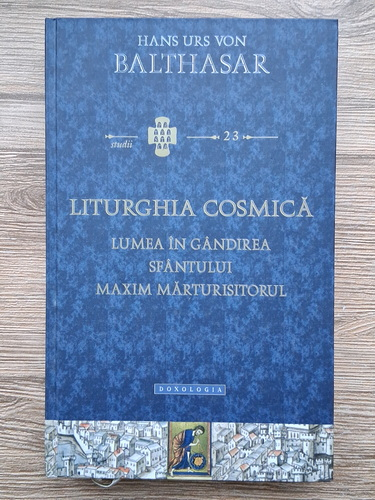 HANS URS VON
BALTHASAR
studii
23
LITURGHIA COSMICĂ
LUMEA ÎN GÂNDIREA
SFÂNTULUI
MAXIM MĂRTURISITORUL
DOXOLOGIA